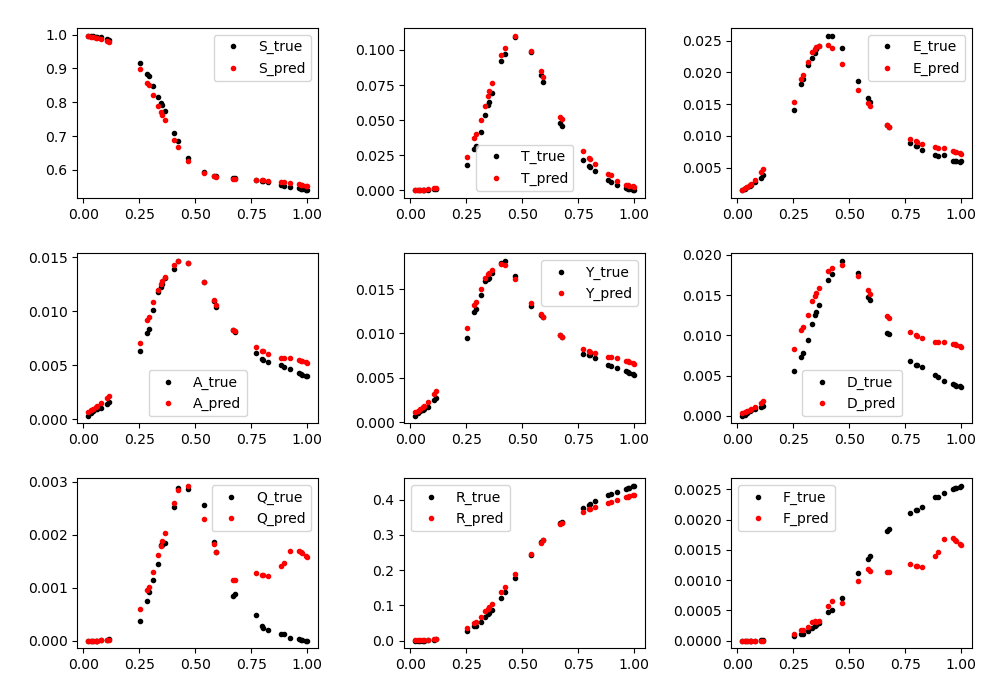 1.0
0.9
0.8
0.7
0.6
S_true
S_pred
0.00 0.25 0.50 0.75 1.00
0.100
0.075
0.050
0.025
0.000
T_true
T_pred
0.00 0.25 0.50 0.75 1.00
0.025
0.020
0.015
0.010
0.005
E_true
E_pred
0.00 0.25 0.50 0.75 1.00
0.015
0.010
0.005
0.000
A_true
A_pred
0.00 0.25 0.50 0.75 1.00
0.015
0.010
0.005
0.000
Y_true
Y_pred
0.00 0.25 0.50 0.75 1.00
0.020
0.015
0.010
0.005
0.000
D_true
D_pred
0.00 0.25 0.50 0.75 1.00
0.003
0.002
0.001
0.000
Q_true
Q_pred
0.00 0.25 0.50 0.75 1.00
0.4
0.3
0.2
0.1
0.0
R_true
R_pred
0.00 0.25 0.50 0.75 1.00
0.0025
0.0020
0.0015
0.0010
0.0005
0.0000
F_true
F_pred
0.00 0.25 0.50 0.75 1.00